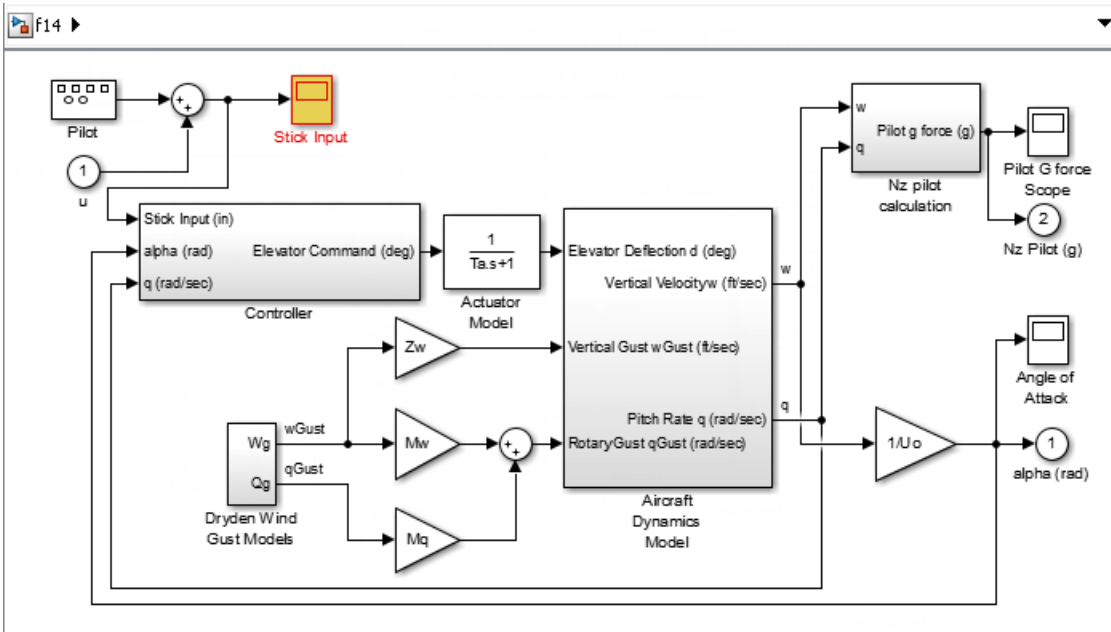 f14
Pilot
+
+
Stick Input
1
u
w
q
Pilot g force (g)
Nz pilot
calculation
Pilot G force
Scope
2
Nz Pilot (g)
Stick Input (in)
alpha (rad)
q (rad/sec)
Elevator Command (deg)
Controller
1
Ta.s+1
Actuator
Model
Elevator Deflection d (deg)
Vertical Velocityw (ft/sec)
Vertical Gust wGust (ft/sec)
Pitch Rate q (rad/sec)
RotaryGust qGust (rad/sec)
Aircraft
Dynamics
Model
w
q
Zw
Mw
Mq
+
+
Wg
Qg
wGust
qGust
Dryden Wind
Gust Models
1/Uo
Angle of
Attack
1
alpha (rad)